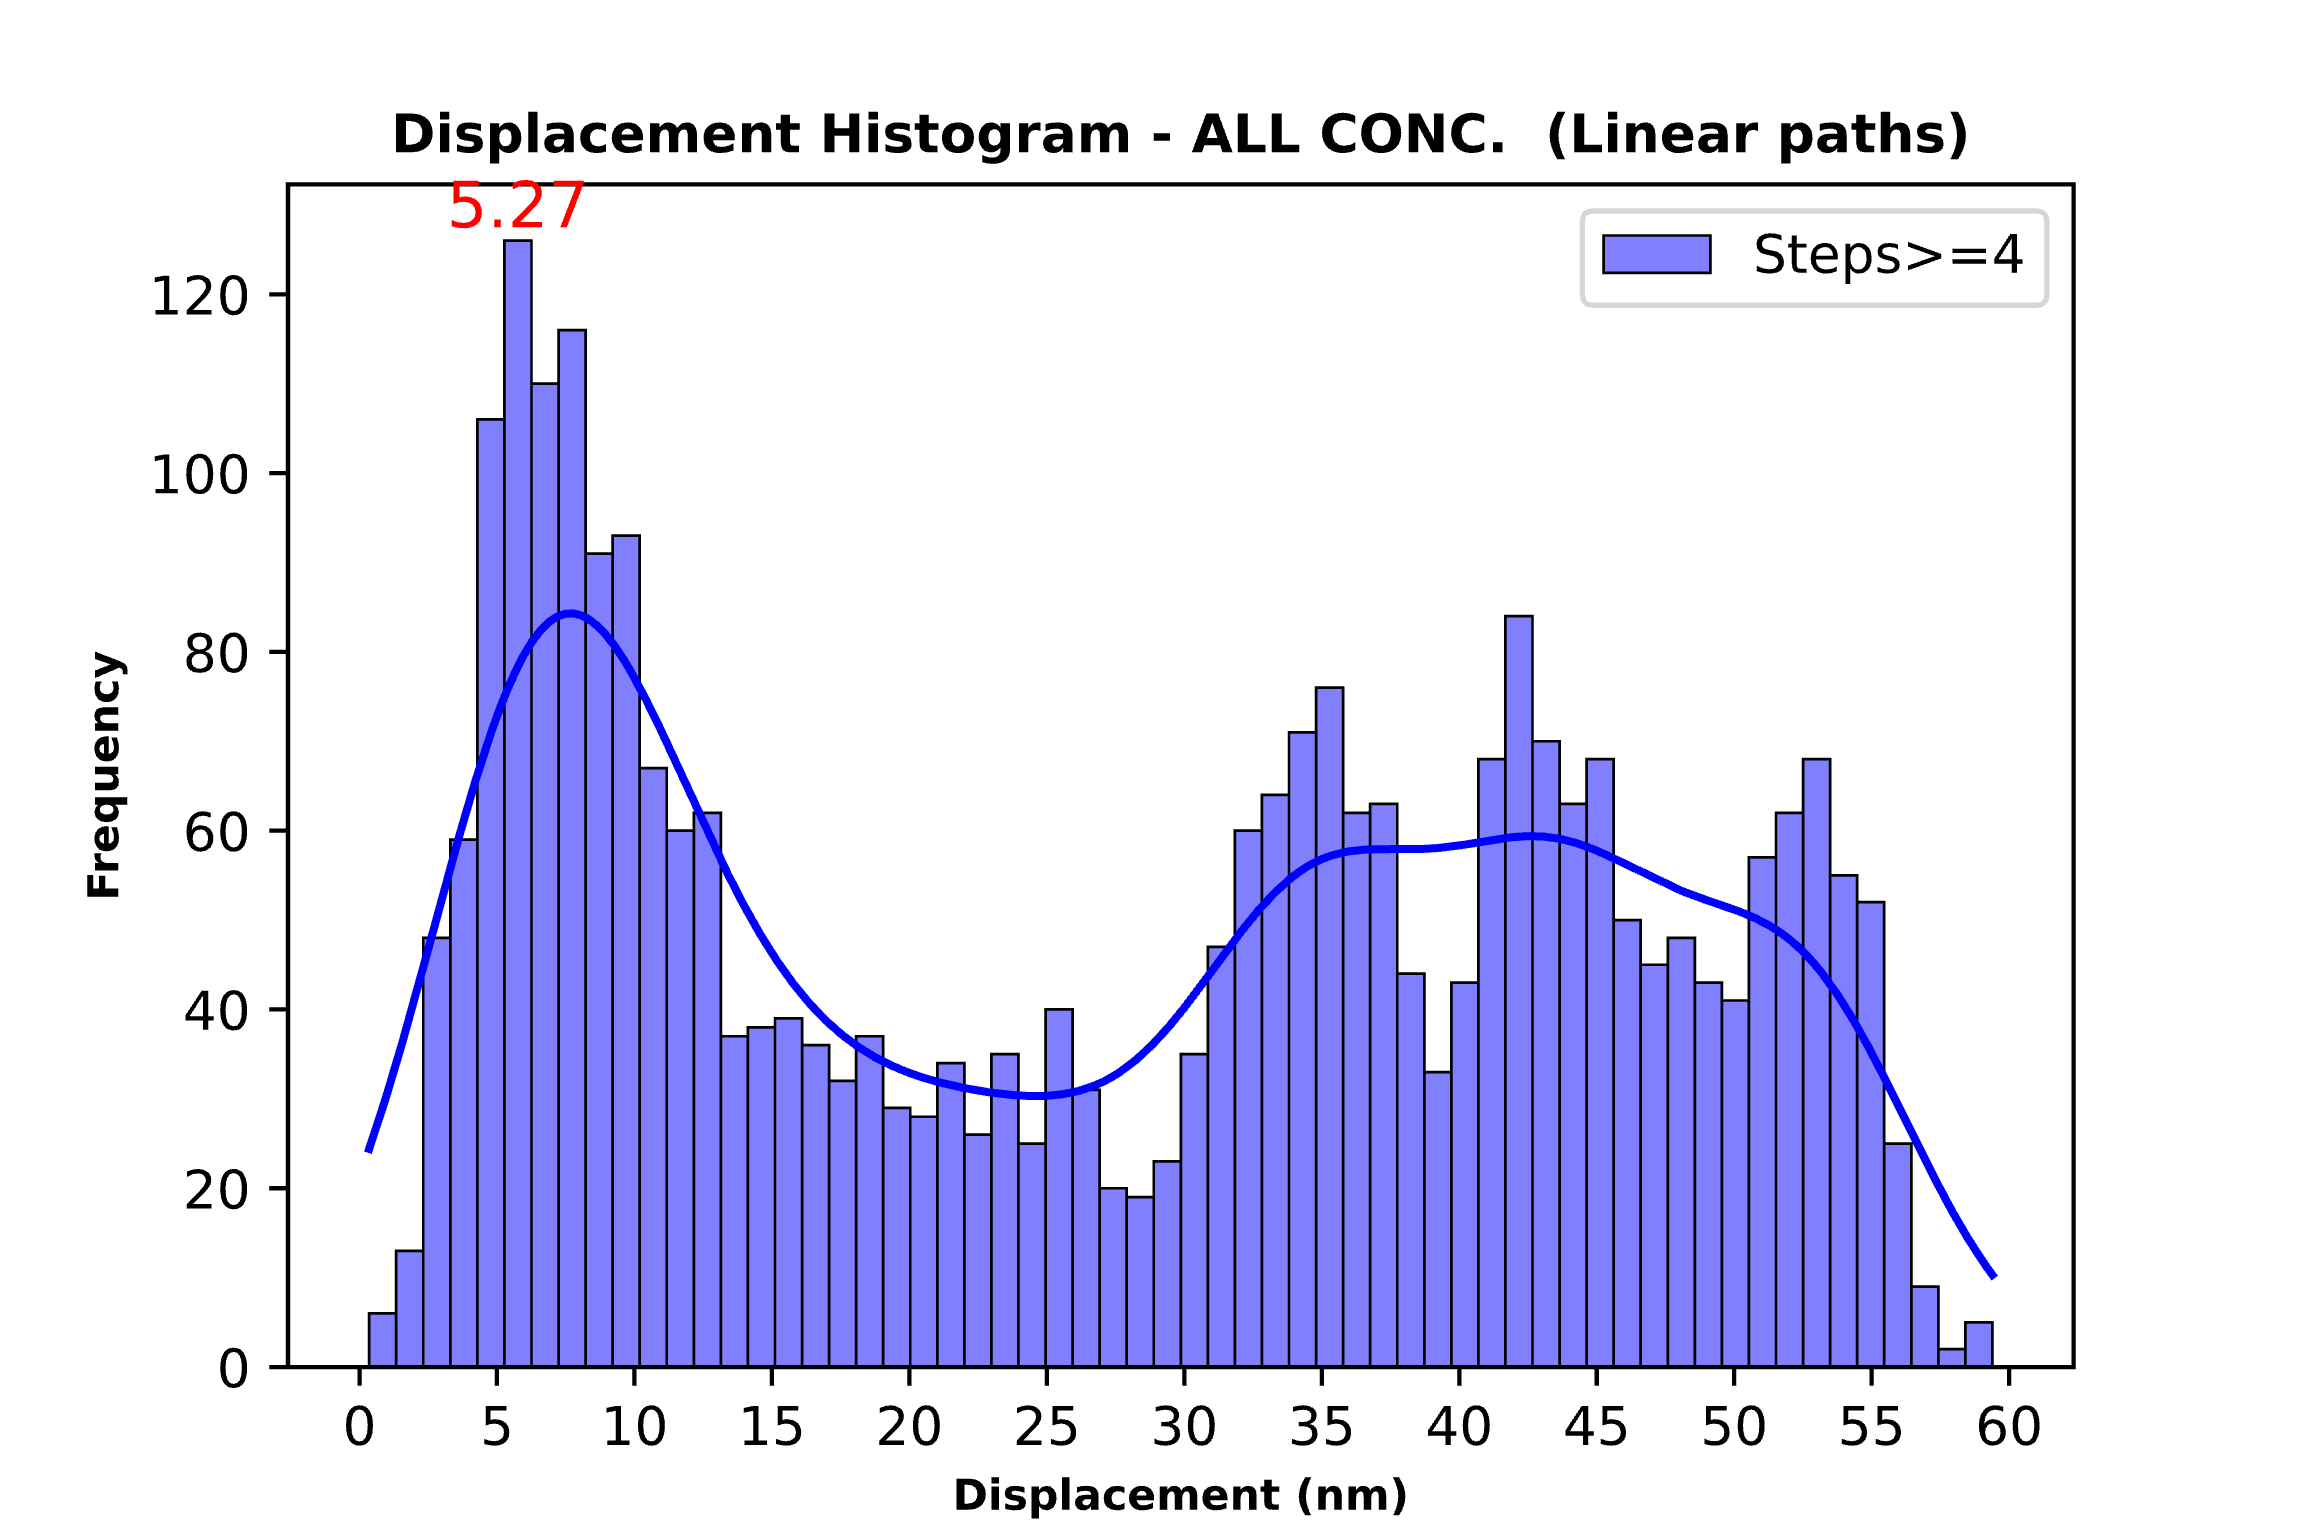 Displacement Histogram - ALL CONC.  (Linear paths)
5.27
Steps>=4
120
100
80
60
40
20
0
Frequency
0 5 10 15 20 25 30 35 40 45 50 55 60
Displacement (nm)